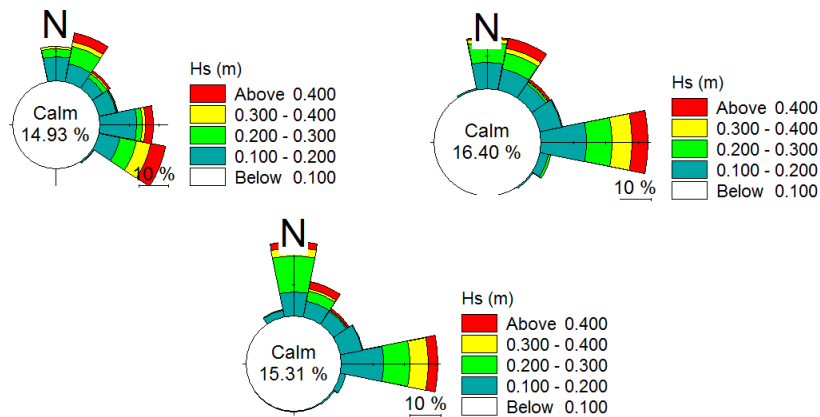 N
Hs (m)
Above 0.400
0.300 - 0.400
0.200 - 0.300
0.100 - 0.200
Below 0.100
Calm
14.93 %
10 %
N
Hs (m)
Above 0.400
0.300 - 0.400
0.200 - 0.300
0.100 - 0.200
Below 0.100
Calm
16.40 %
10 %
N
Hs (m)
Above 0.400
0.300 - 0.400
0.200 - 0.300
0.100 - 0.200
Below 0.100
Calm
15.31 %
10 %